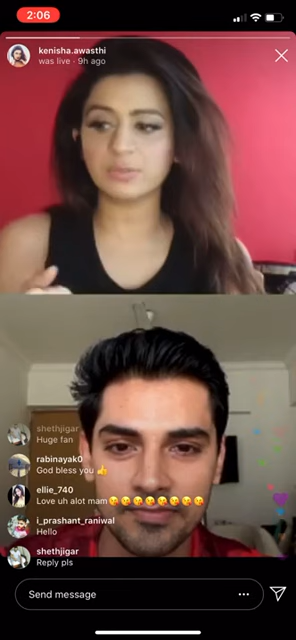 2:06
kenisha.awasthi
was live · 9h ago
shethjigar
Huge fan
rabinayak0
God bless you 👍
ellie_740
Love uh alot mam 😘😘😘😘😘😘😘😘
i_prashant_raniwal
Hello
shethjigar
Reply pls
Send message